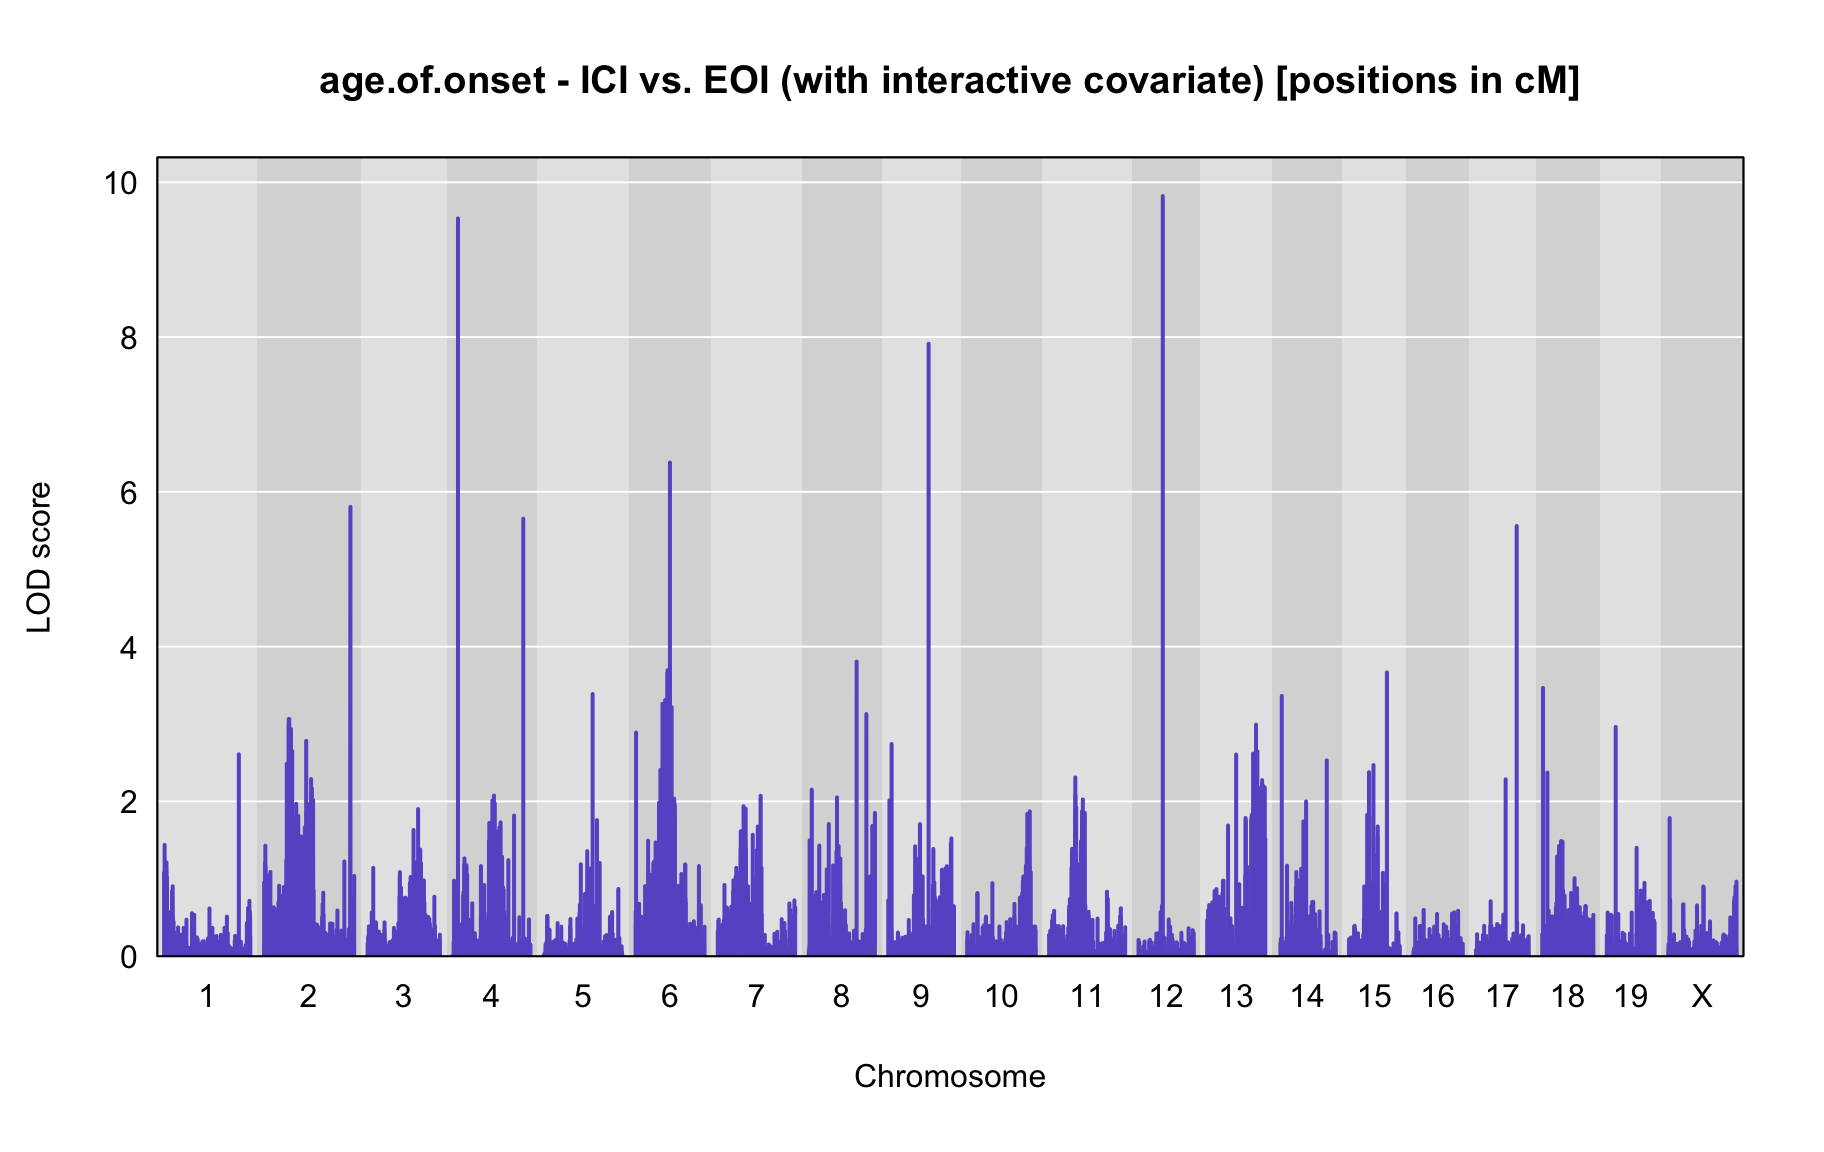 age.of.onset - ICI vs. EOI (with interactive covariate) [positions in cM]
10
8
6
4
2
0
LOD score
1 2 3 4 5 6 7 8 9 10 11 12 13 14 15 16 17 18 19 X
Chromosome